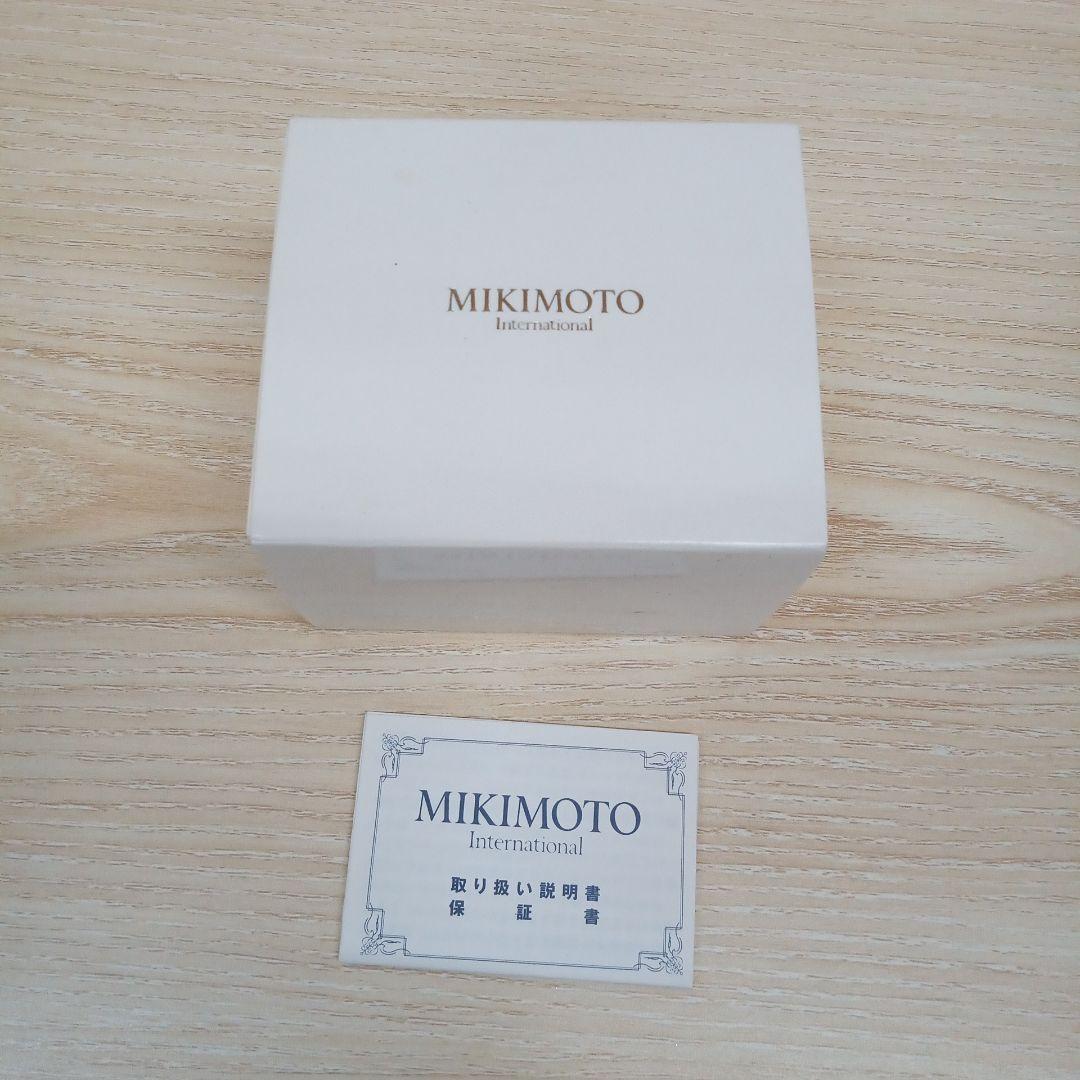 MIKIMOTO
International
MIKIMOTO
International
取り扱い説明書
保証書